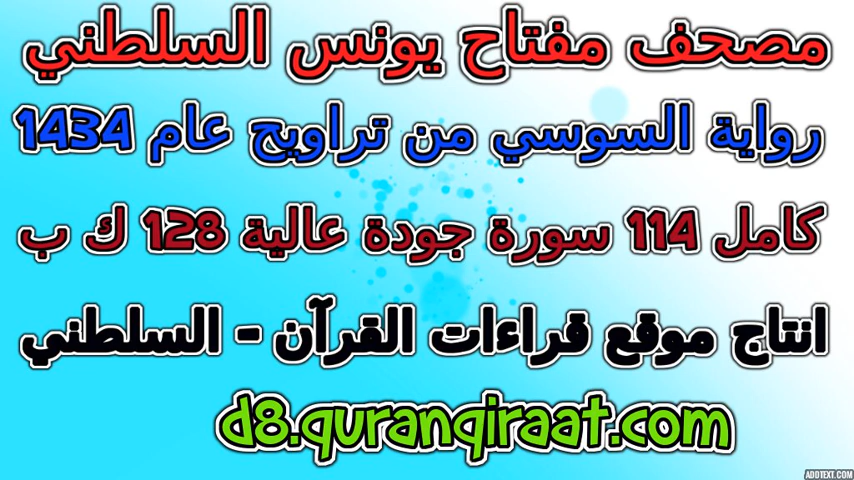 مصحف مفتاح يونس السلطني
رواية السوسي من تراويح عام 1434
كامل 114 سورة جودة عالية 128 ك ب
انتاج موقع قراءات القرآن - السلطني
d8.quranqiraat.com
ADDTEXT.COM